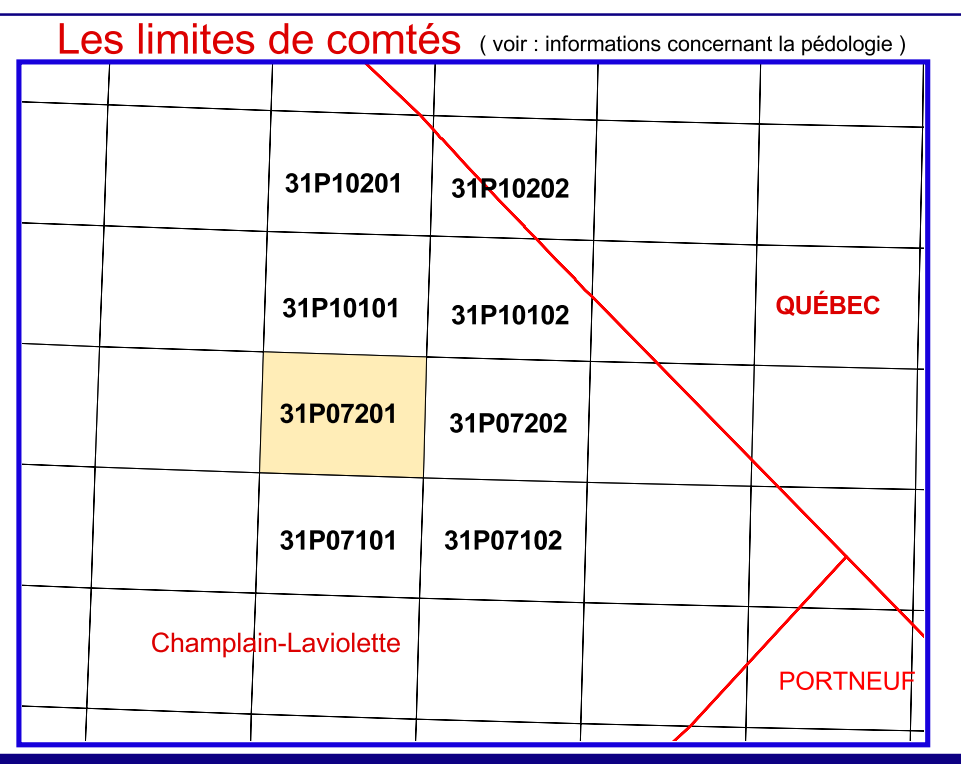 Les limites de comtés ( voir : informations concernant la pédologie )
31P10201 31P10202
31P10101 31P10102 QUÉBEC
31P07201 31P07202
31P07101 31P07102
Champlain-Laviolette
PORTNEUF